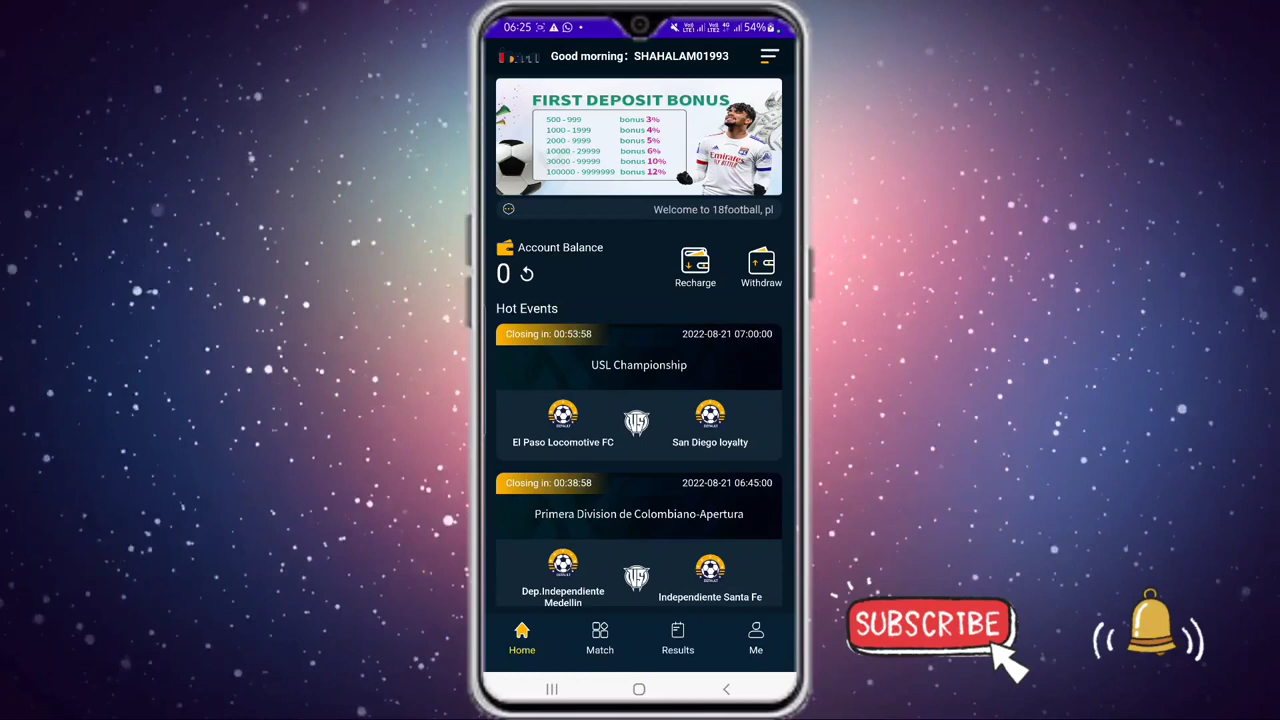 06:25
54%
Good morning: SHAHALAM01993
FIRST DEPOSIT BONUS
500 - 999 bonus 3%
1000 - 1999 bonus 4%
2000 - 9999 bonus 5%
10000 - 29999 bonus 6%
30000 - 99999 bonus 10%
100000 - 9999999 bonus 12%
Emirates
Welcome to 18football, pl
Account Balance
0
Recharge
Withdraw
Hot Events
Closing in: 00:53:58
2022-08-21 07:00:00
USL Championship
El Paso Locomotive FC
VS
San Diego loyalty
Closing in: 00:38:58
2022-08-21 06:45:00
Primera Division de Colombiano-Apertura
Dep.Independiente
Medellin
VS
Independiente Santa Fe
Home
Match
Results
Me
SUBSCRIBE